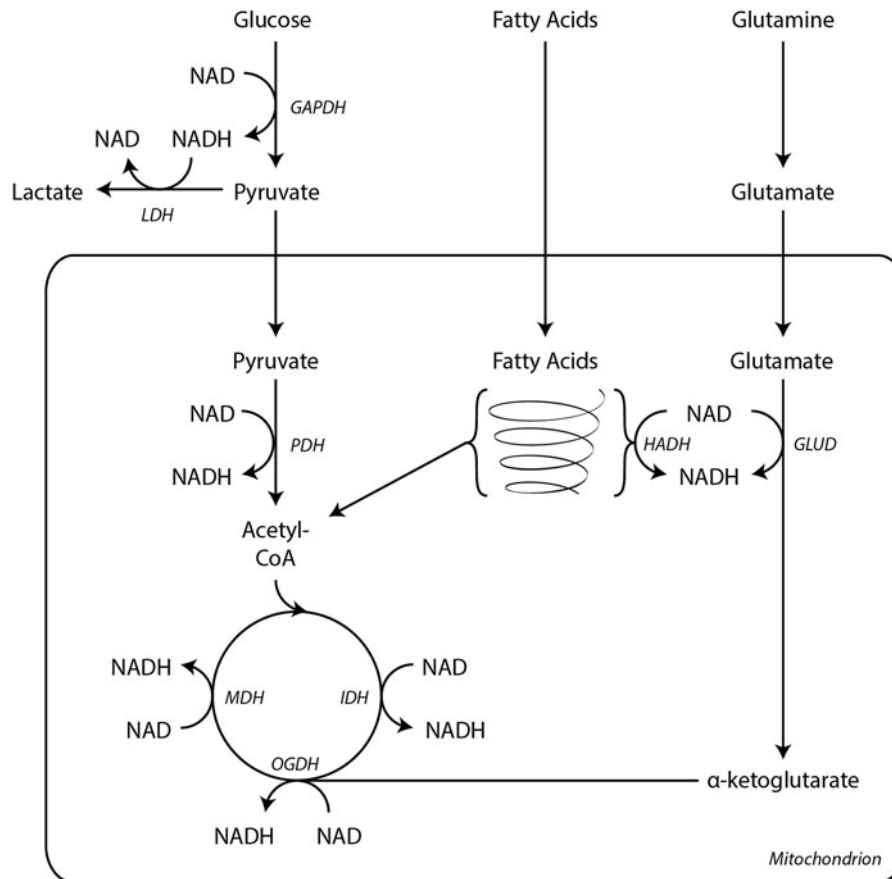 Glucose
Fatty Acids
Glutamine
NAD
GAPDH
NAD
NADH
Lactate
LDH
Pyruvate
Glutamate
Pyruvate
Fatty Acids
Glutamate
NAD
PDH
NADH
HADH
NAD
NADH
GLUD
Acetyl-
CoA
NADH
NAD
MDH
IDH
NAD
NADH
OGDH
α-ketoglutarate
NADH
NAD
Mitochondrion